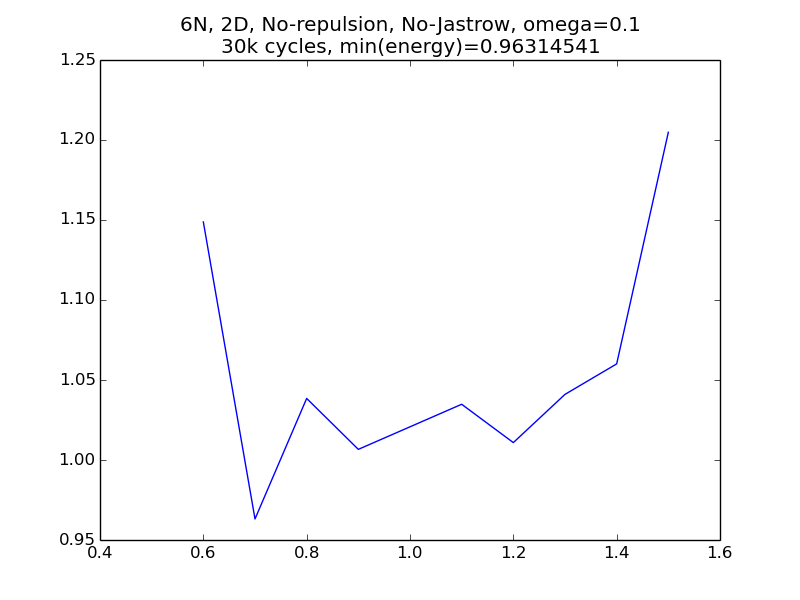 6N, 2D, No-repulsion, No-Jastrow, omega=0.1
30k cycles, min(energy)=0.96314541
1.25
1.20
1.15
1.10
1.05
1.00
0.95
0.4 0.6 0.8 1.0 1.2 1.4 1.6